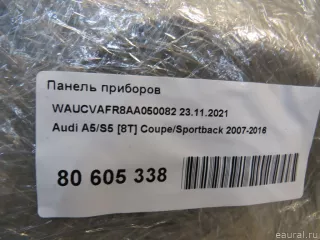 Панель приборов
WAUCVAFR8AA050082 23.11.2021
Audi A5/S5 [8T] Coupe/Sportback 2007-2016
80 605 338
eaural.ru